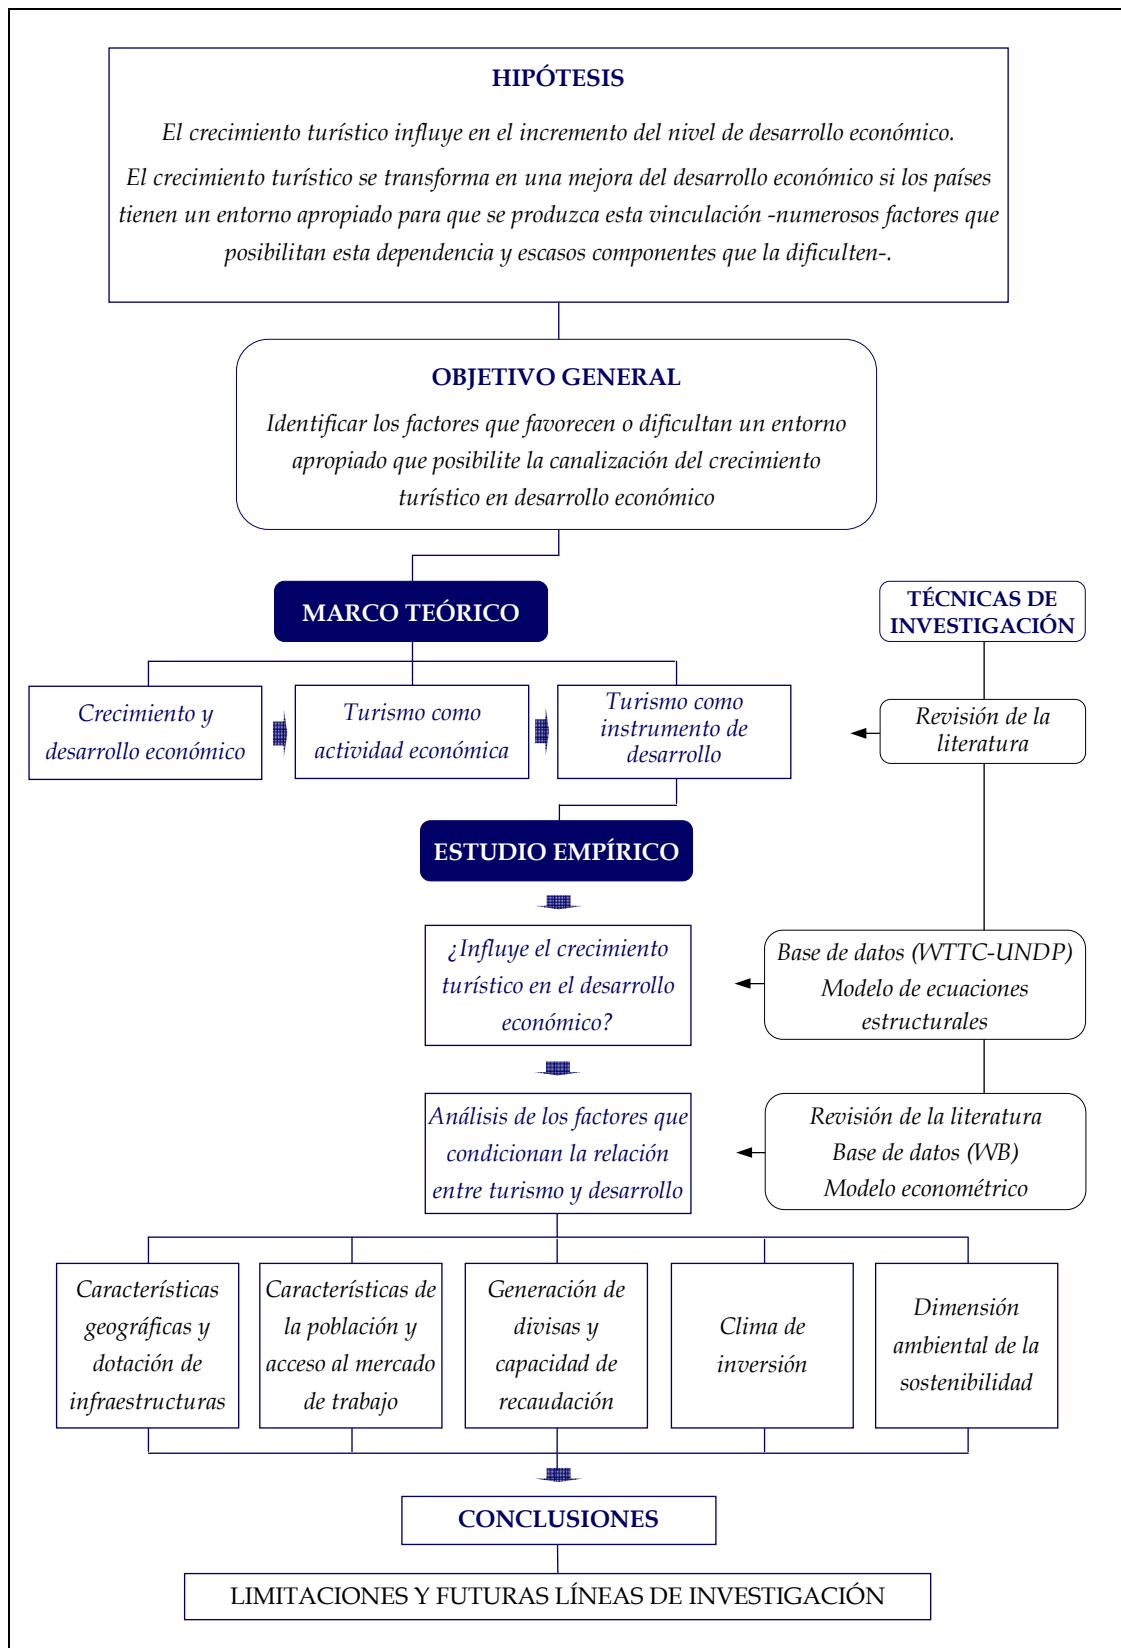 HIPÓTESIS
El crecimiento turístico influye en el incremento del nivel de desarrollo económico.
El crecimiento turístico se transforma en una mejora del desarrollo económico si los países
tienen un entorno apropiado para que se produzca esta vinculación -numerosos factores que
posibilitan esta dependencia y escasos componentes que la dificulten-.
OBJETIVO GENERAL
Identificar los factores que favorecen o dificultan un entorno
apropiado que posibilite la canalización del crecimiento
turístico en desarrollo económico
MARCO TEÓRICO
TÉCNICAS DE
INVESTIGACIÓN
Crecimiento y
desarrollo económico
Turismo como
actividad económica
Turismo como
instrumento de
desarrollo
Revisión de la
literatura
ESTUDIO EMPÍRICO
¿Influye el crecimiento
turístico en el desarrollo
económico?
Base de datos (WTTC-UNDP)
Modelo de ecuaciones
estructurales
Análisis de los factores que
condicionan la relación
entre turismo y desarrollo
Revisión de la literatura
Base de datos (WB)
Modelo econométrico
Características
geográficas y
dotación de
infraestructuras
Características de
la población y
acceso al mercado
de trabajo
Generación de
divisas y
capacidad de
recaudación
Clima de
inversión
Dimensión
ambiental de la
sostenibilidad
CONCLUSIONES
LIMITACIONES Y FUTURAS LÍNEAS DE INVESTIGACIÓN